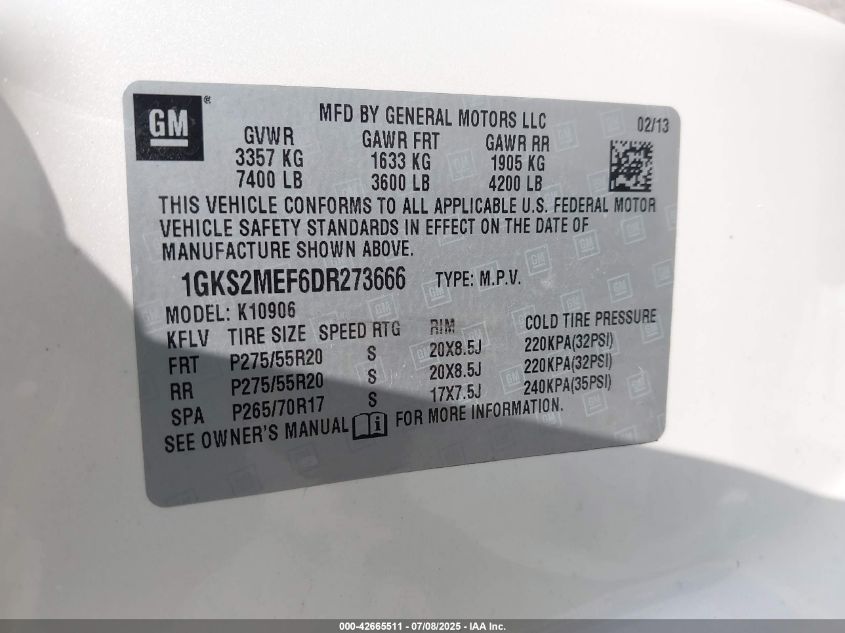 GM ®
MFD BY GENERAL MOTORS LLC 02/13
GVWR GAWR FRT GAWR RR
3357 KG 1633 KG 1905 KG
7400 LB 3600 LB 4200 LB
THIS VEHICLE CONFORMS TO ALL APPLICABLE U.S. FEDERAL MOTOR
VEHICLE SAFETY STANDARDS IN EFFECT ON THE DATE OF
MANUFACTURE SHOWN ABOVE.
1GKS2MEF6DR273666 TYPE: M.P.V.
MODEL: K10906
KFLV TIRE SIZE SPEED RTG RIM COLD TIRE PRESSURE
FRT P275/55R20 S 20X8.5J 220KPA(32PSI)
RR P275/55R20 S 20X8.5J 220KPA(32PSI)
SPA P265/70R17 S 17X7.5J 240KPA(35PSI)
SEE OWNER'S MANUAL i FOR MORE INFORMATION.
000-42665511 - 07/08/2025 - IAA Inc.